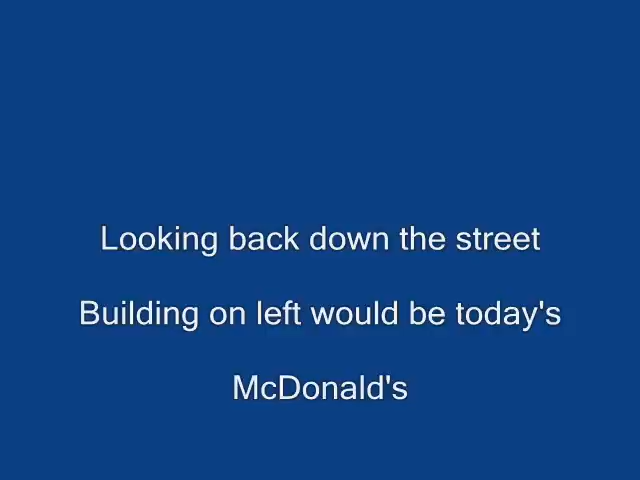 Looking back down the street
Building on left would be today's
McDonald's